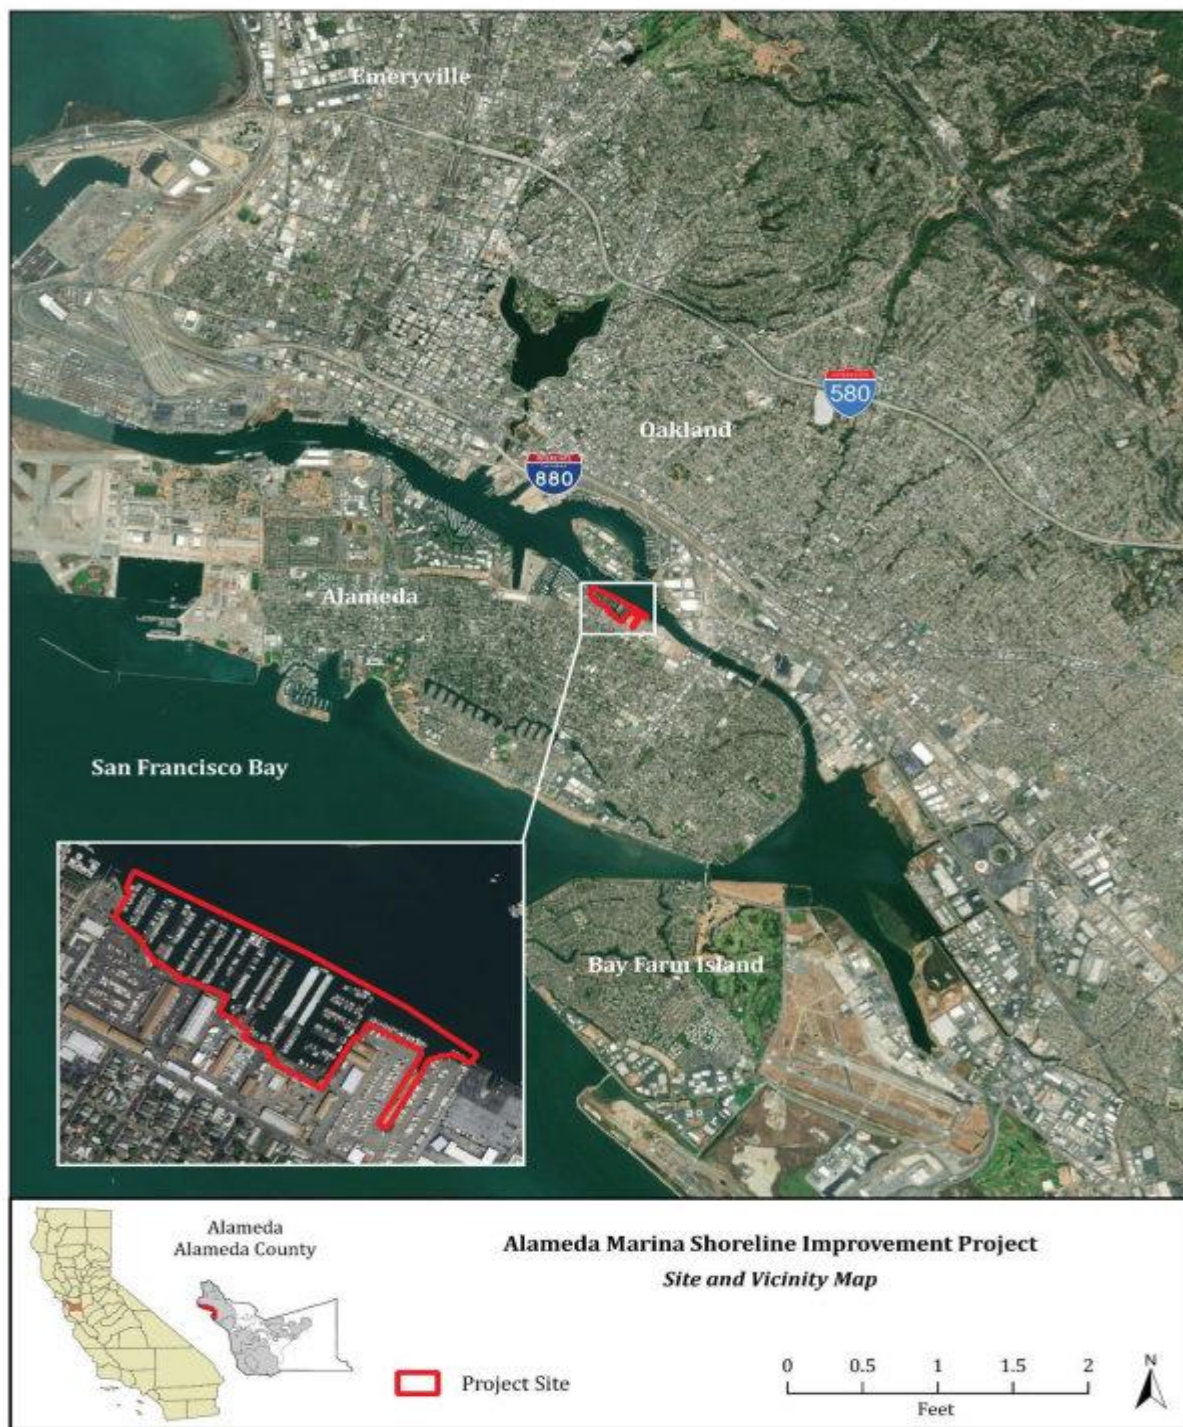 Emeryville
580
Oakland
880
Alameda
San Francisco Bay
Bay Farm Island
Alameda
Alameda County
Alameda Marina Shoreline Improvement Project
Site and Vicinity Map
Project Site
0 0.5 1 1.5 2
Feet
N